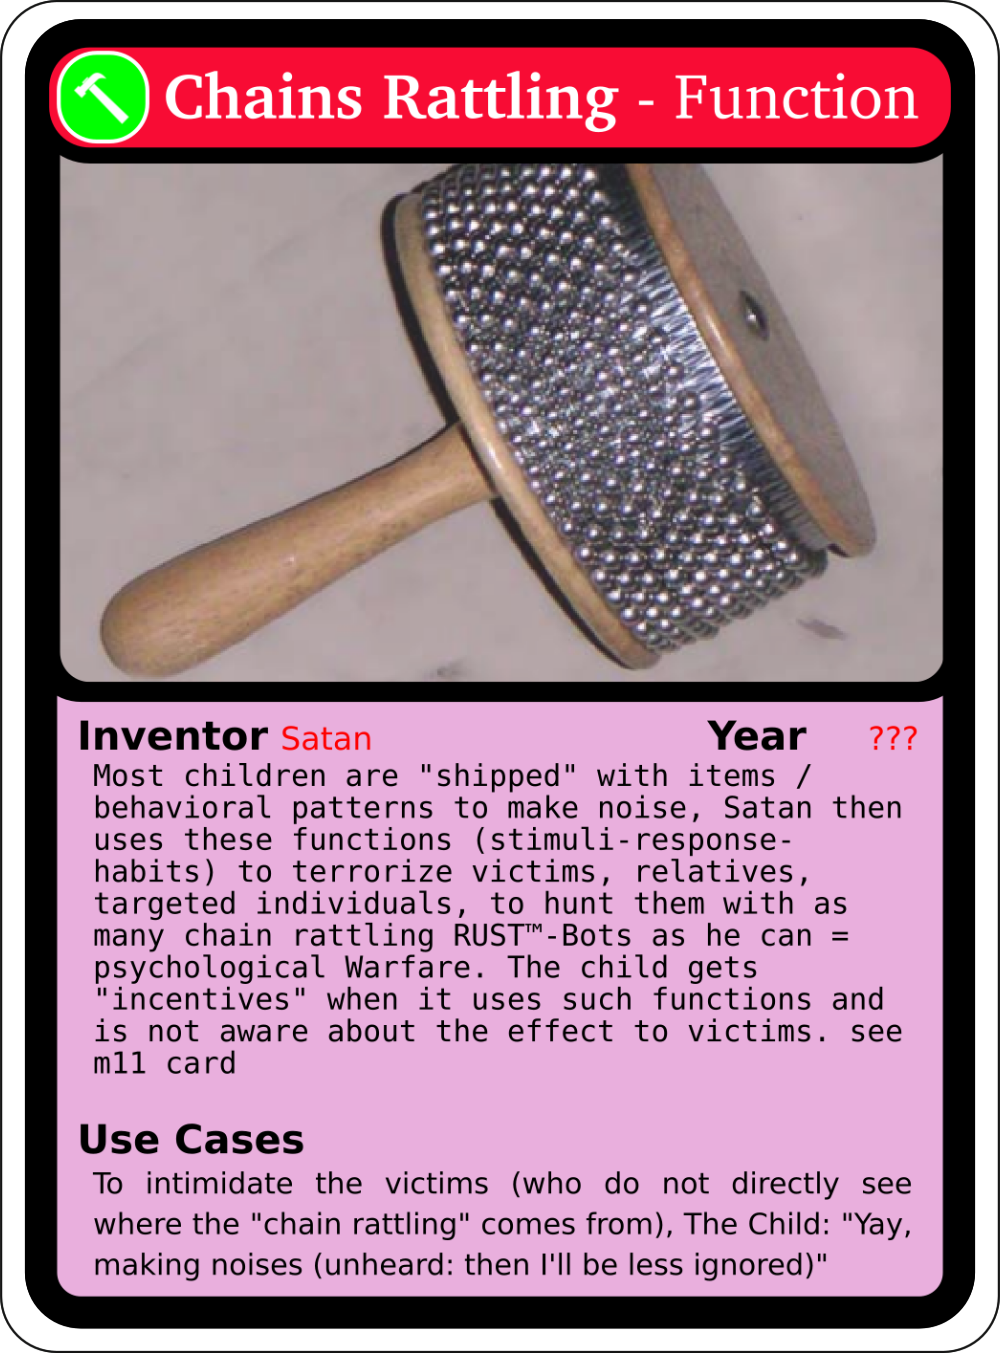 Chains Rattling - Function
Inventor Satan Year ???
Most children are "shipped" with items /
behavioral patterns to make noise, Satan then
uses these functions (stimuli-response-
habits) to terrorize victims, relatives,
targeted individuals, to hunt them with as
many chain rattling RUST™-Bots as he can =
psychological Warfare. The child gets
"incentives" when it uses such functions and
is not aware about the effect to victims. see
m11 card
Use Cases
To intimidate the victims (who do not directly see
where the "chain rattling" comes from), The Child: "Yay,
making noises (unheard: then I'll be less ignored)"